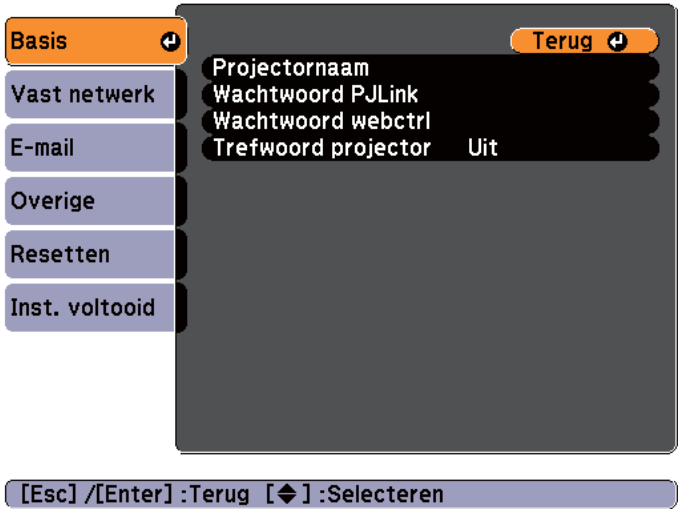 Basis
Vast netwerk
E-mail
Overige
Resetten
Inst. voltooid
Terug
Projectornaam
Wachtwoord PJLink
Wachtwoord webctrl
Trefwoord projector Uit
[Esc] /[Enter] :Terug [◆] :Selecteren